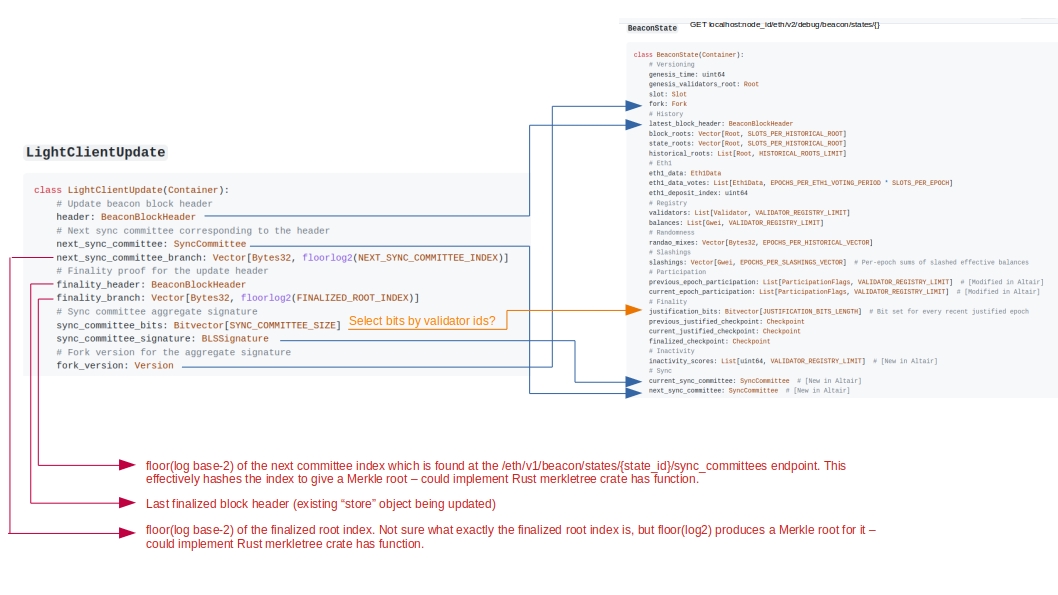 GET localhost:node_id/eth/v2/debug/beacon/states/{}
BeaconState
class BeaconState(Container):
# Versioning
genesis_time: uint64
genesis_validators_root: Root
slot: Slot
fork: Fork
# History
latest_block_header: BeaconBlockHeader
block_roots: Vector[Root, SLOTS_PER_HISTORICAL_ROOT]
state_roots: Vector[Root, SLOTS_PER_HISTORICAL_ROOT]
historical_roots: List[Root, HISTORICAL_ROOTS_LIMIT]
# Eth1
eth1_data: Eth1Data
eth1_data_votes: List[Eth1Data, EPOCHS_PER_ETH1_VOTING_PERIOD * SLOTS_PER_EPOCH]
eth1_deposit_index: uint64
# Registry
validators: List[Validator, VALIDATOR_REGISTRY_LIMIT]
balances: List[Gwei, VALIDATOR_REGISTRY_LIMIT]
# Randomness
randao_mixes: Vector[Bytes32, EPOCHS_PER_HISTORICAL_VECTOR]
# Slashings
slashings: Vector[Gwei, EPOCHS_PER_SLASHINGS_VECTOR]  # Per-epoch sums of slashed effective balances
# Participation
previous_epoch_participation: List[ParticipationFlags, VALIDATOR_REGISTRY_LIMIT]  # [Modified in Altair]
current_epoch_participation: List[ParticipationFlags, VALIDATOR_REGISTRY_LIMIT]  # [Modified in Altair]
# Finality
justification_bits: Bitvector[JUSTIFICATION_BITS_LENGTH]  # Bit set for every recent justified epoch
previous_justified_checkpoint: Checkpoint
current_justified_checkpoint: Checkpoint
finalized_checkpoint: Checkpoint
# Inactivity
inactivity_scores: List[uint64, VALIDATOR_REGISTRY_LIMIT]  # [New in Altair]
# Sync
current_sync_committee: SyncCommittee  # [New in Altair]
next_sync_committee: SyncCommittee  # [New in Altair]
LightClientUpdate
class LightClientUpdate(Container):
# Update beacon block header
header: BeaconBlockHeader
# Next sync committee corresponding to the header
next_sync_committee: SyncCommittee
next_sync_committee_branch: Vector[Bytes32, floorlog2(NEXT_SYNC_COMMITTEE_INDEX)]
# Finality proof for the update header
finality_header: BeaconBlockHeader
finality_branch: Vector[Bytes32, floorlog2(FINALIZED_ROOT_INDEX)]
# Sync committee aggregate signature
sync_committee_bits: Bitvector[SYNC_COMMITTEE_SIZE]
Select bits by validator ids?
sync_committee_signature: BLSSignature
# Fork version for the aggregate signature
fork_version: Version
floor(log base-2) of the next committee index which is found at the /eth/v1/beacon/states/{state_id}/sync_committees endpoint. This
effectively hashes the index to give a Merkle root – could implement Rust merkletree crate has function.
Last finalized block header (existing “store” object being updated)
floor(log base-2) of the finalized root index. Not sure what exactly the finalized root index is, but floor(log2) produces a Merkle root for it –
could implement Rust merkletree crate has function.